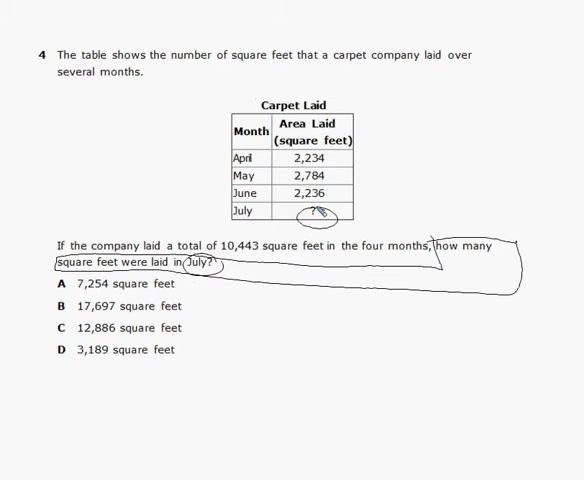 4 The table shows the number of square feet that a carpet company laid over
several months.
Carpet Laid
Month Area Laid (square feet)
April 2,234
May 2,784
June 2,236
July ?
If the company laid a total of 10,443 square feet in the four months, how many
square feet were laid in July?
A 7,254 square feet
B 17,697 square feet
C 12,886 square feet
D 3,189 square feet